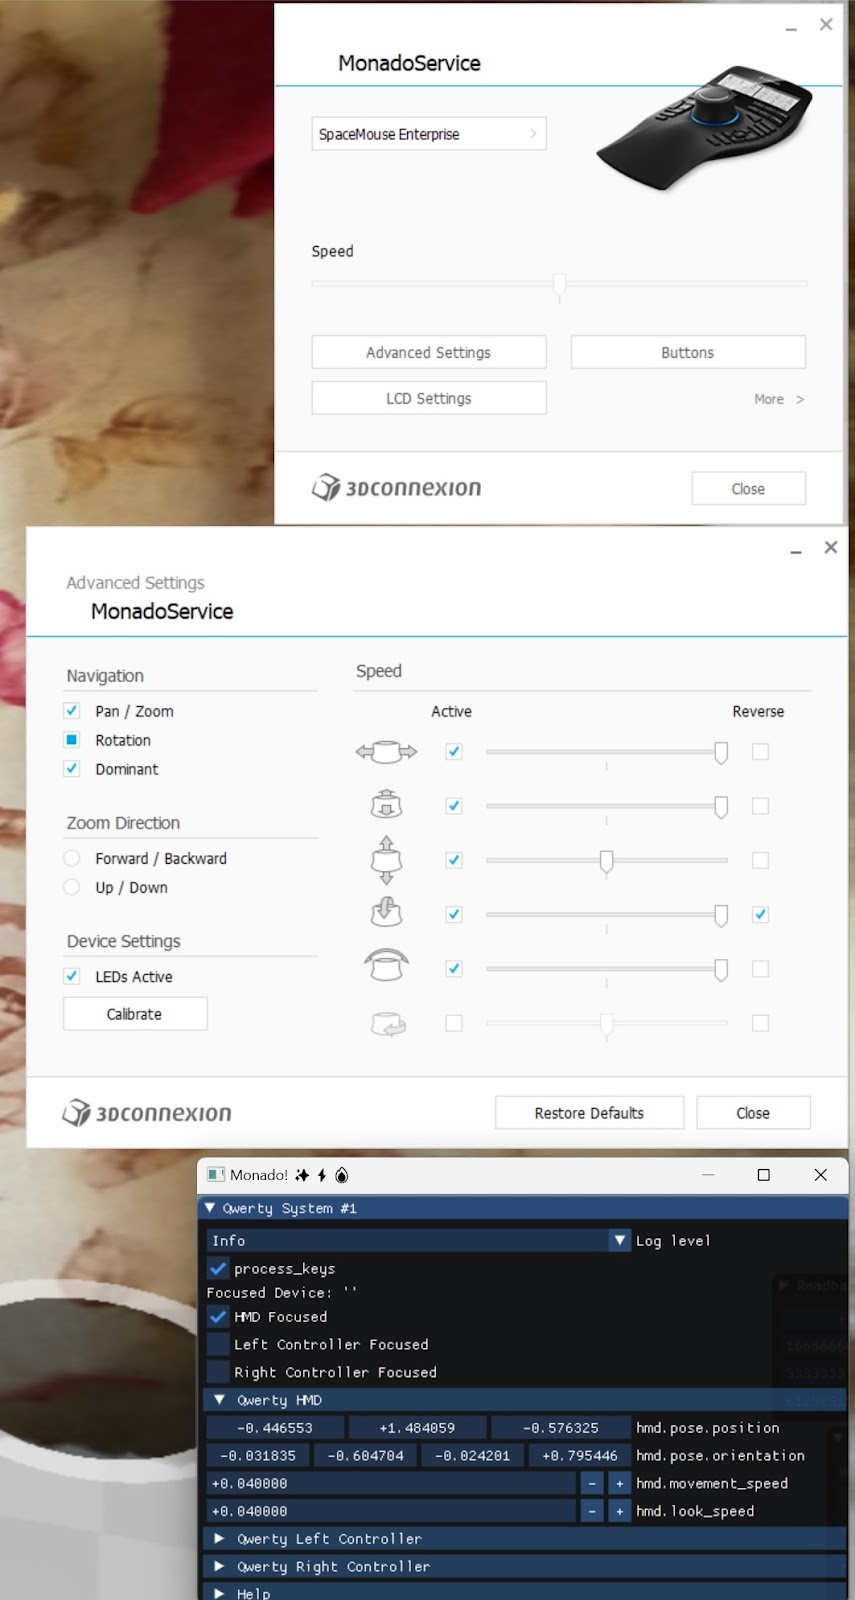 MonadoService
SpaceMouse Enterprise
Speed
Advanced Settings
Buttons
LCD Settings
More >
3Dconnexion
Close
Advanced Settings
MonadoService
Navigation
Pan / Zoom
Rotation
Dominant
Zoom Direction
Forward / Backward
Up / Down
Device Settings
LEDs Active
Calibrate
Speed
Active Reverse
3Dconnexion
Restore Defaults
Close
Monado!
Qwerty System #1
Info Log level
process_keys
Focused Device: ''
HMD Focused
Left Controller Focused
Right Controller Focused
Qwerty HMD
-0.446553 +1.484059 -0.576325 hmd.pose.position
-0.031835 -0.604704 -0.024201 +0.795446 hmd.pose.orientation
+0.040000 - + hmd.movement_speed
+0.040000 - + hmd.look_speed
Qwerty Left Controller
Qwerty Right Controller
Help